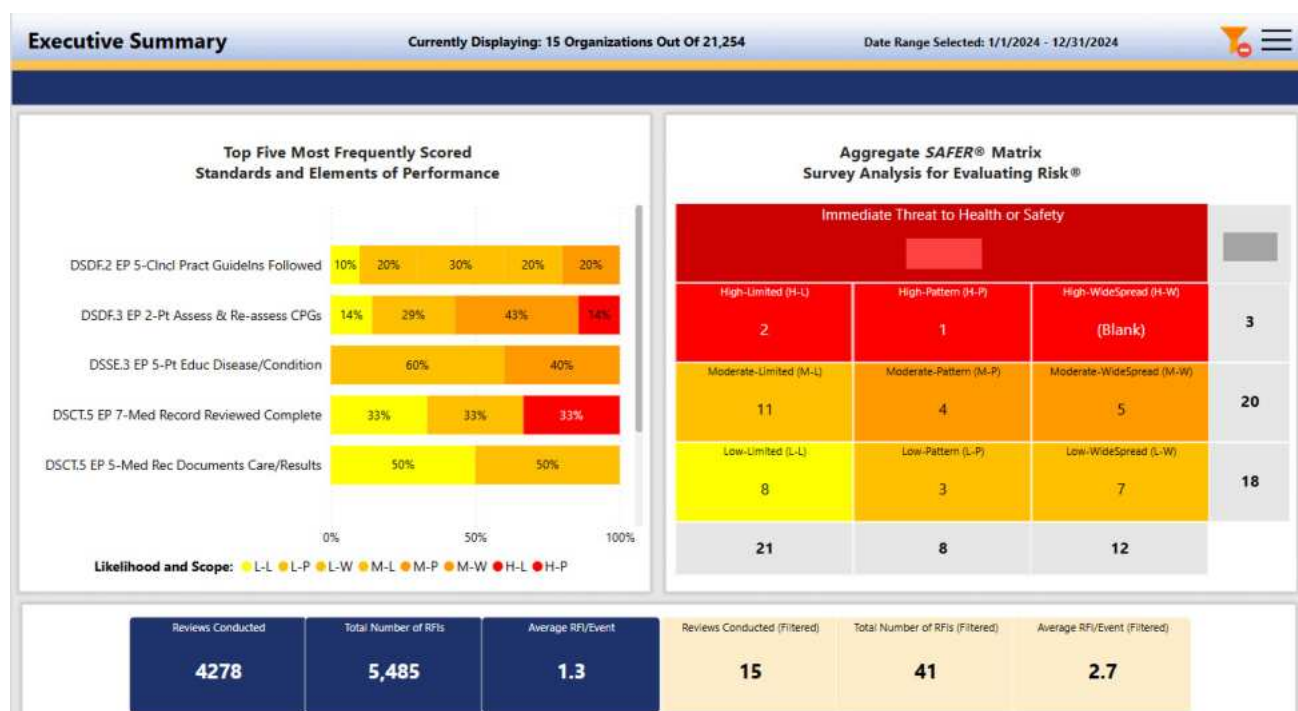 Executive Summary
Currently Displaying: 15 Organizations Out Of 21,254
Date Range Selected: 1/1/2024 - 12/31/2024
Top Five Most Frequently Scored
Standards and Elements of Performance
DSDF.2 EP 5-Clncl Pract Guidelns Followed 10% 20% 30% 20% 20%
DSDF.3 EP 2-Pt Assess & Re-assess CPGs 14% 29% 43% 14%
DSSE.3 EP 5-Pt Educ Disease/Condition 60% 40%
DSCT.5 EP 7-Med Record Reviewed Complete 33% 33% 33%
DSCT.5 EP 5-Med Rec Documents Care/Results 50% 50%
0% 50% 100%
Likelihood and Scope: L-L L-P L-W M-L M-P M-W H-L H-P
Aggregate SAFER® Matrix
Survey Analysis for Evaluating Risk®
Immediate Threat to Health or Safety
High-Limited (H-L) High-Pattern (H-P) High-WideSpread (H-W)
2 1 (Blank) 3
Moderate-Limited (M-L) Moderate-Pattern (M-P) Moderate-WideSpread (M-W)
11 4 5 20
Low-Limited (L-L) Low-Pattern (L-P) Low-WideSpread (L-W)
8 3 7 18
21 8 12
Reviews Conducted Total Number of RFIs Average RFI/Event Reviews Conducted (Filtered) Total Number of RFIs (Filtered) Average RFI/Event (Filtered)
4278 5,485 1.3 15 41 2.7